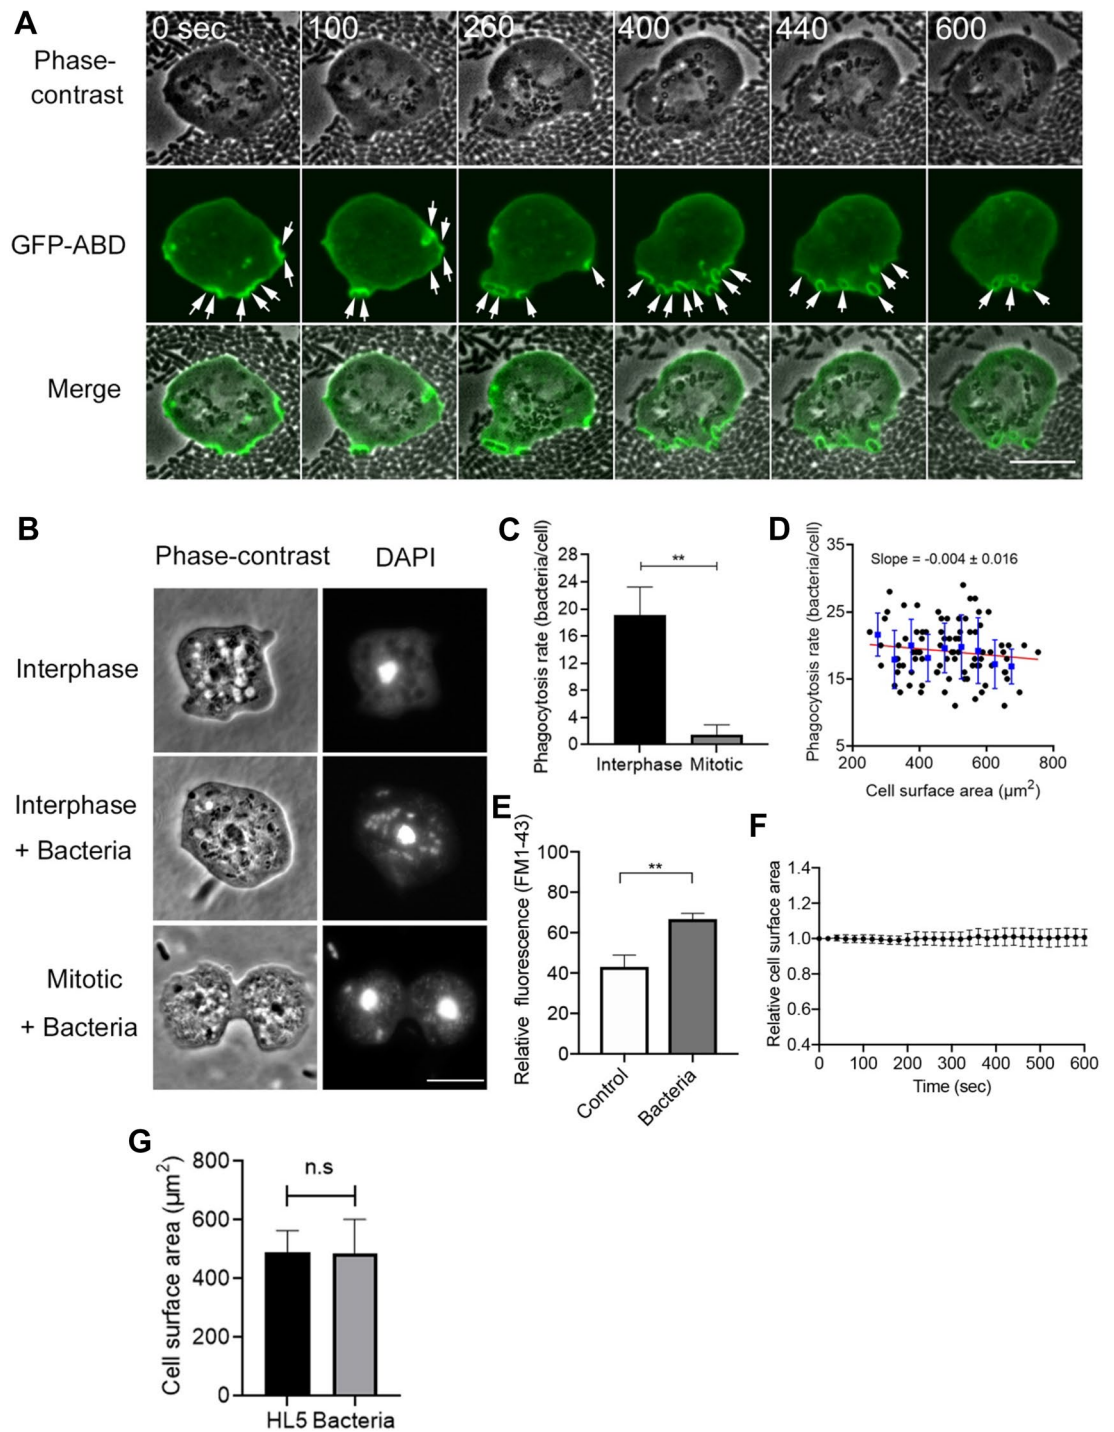 A
0 sec 100 260 400 440 600
Phase-
contrast
GFP-ABD
Merge
B
Phase-contrast DAPI
Interphase
Interphase
+ Bacteria
Mitotic
+ Bacteria
C
Phagocytosis rate (bacteria/cell)
28
24
20
16
12
8
4
0
**
Interphase Mitotic
D
Phagocytosis rate (bacteria/cell)
35
25
15
5
Slope = -0.004 ± 0.016
200 400 600 800
Cell surface area (µm²)
E
Relative fluorescence (FM1-43)
100
80
60
40
20
0
**
Control
Bacteria
F
Relative cell surface area
1.4
1.2
1.0
0.8
0.6
0.4
0 100 200 300 400 500 600
Time (sec)
G
Cell surface area (µm²)
800
600
400
200
0
n.s
HL5 Bacteria